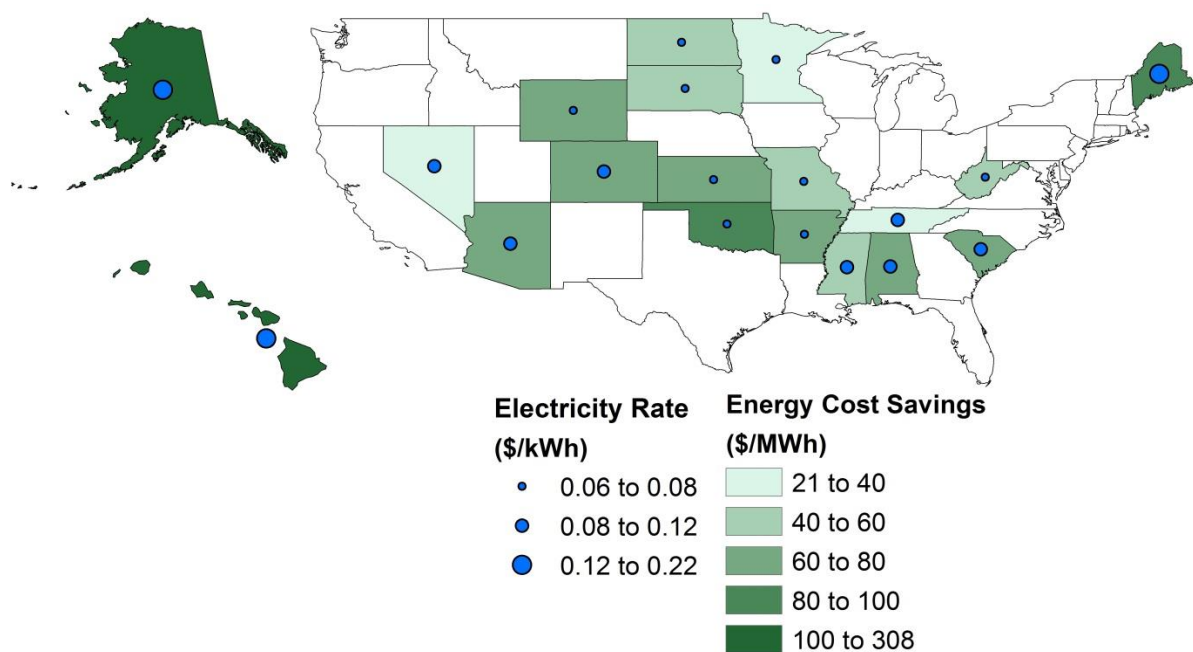 Electricity Rate
($/kWh)
0.06 to 0.08
0.08 to 0.12
0.12 to 0.22
Energy Cost Savings
($/MWh)
21 to 40
40 to 60
60 to 80
80 to 100
100 to 308